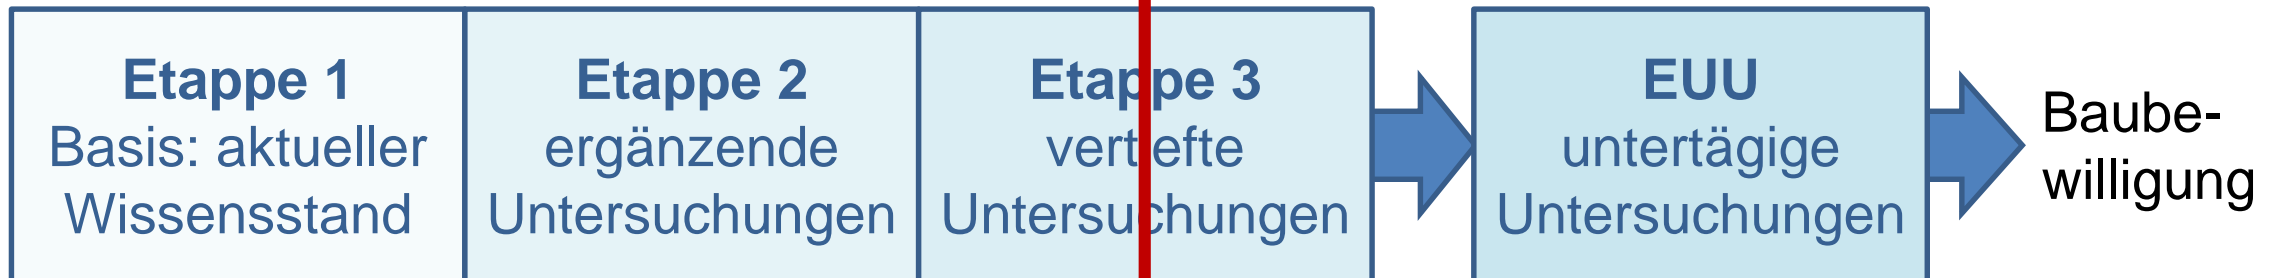 Etappe 1
Basis: aktueller
Wissensstand
Etappe 2
ergänzende
Untersuchungen
Etappe 3
vertiefte
Untersuchungen
EUU
untertägige
Untersuchungen
Baube-
willigung